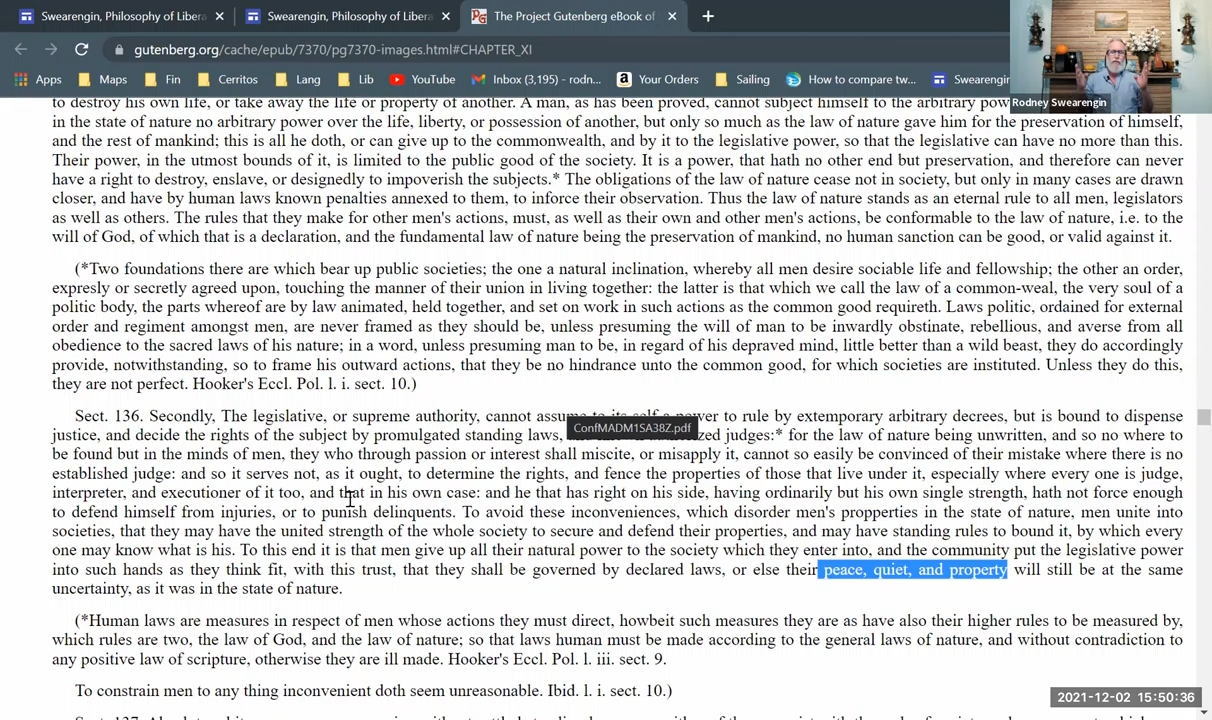 Swearengin, Philosophy of Libera
Swearengin, Philosophy of Libera
The Project Gutenberg eBook of
gutenberg.org/cache/epub/7370/pg7370-images.html#CHAPTER_XI
Apps Maps Fin Cerritos Lang Lib YouTube Inbox (3,195) - rodn... Your Orders Sailing How to compare tw... Swearengin
Rodney Swearengin
to destroy his own life, or take away the life or property of another. A man, as has been proved, cannot subject himself to the arbitrary
in the state of nature no arbitrary power over the life, liberty, or possession of another, but only so much as the law of nature gave him for the preservation of himself,
and the rest of mankind; this is all he doth, or can give up to the commonwealth, and by it to the legislative power, so that the legislative can have no more than this.
Their power, in the utmost bounds of it, is limited to the public good of the society. It is a power, that hath no other end but preservation, and therefore can never
have a right to destroy, enslave, or designedly to impoverish the subjects.* The obligations of the law of nature cease not in society, but only in many cases are drawn
closer, and have by human laws known penalties annexed to them, to inforce their observation. Thus the law of nature stands as an eternal rule to all men, legislators
as well as others. The rules that they make for other men's actions, must, as well as their own and other men's actions, be conformable to the law of nature, i.e. to the
will of God, of which that is a declaration, and the fundamental law of nature being the preservation of mankind, no human sanction can be good, or valid against it.
(*Two foundations there are which bear up public societies; the one a natural inclination, whereby all men desire sociable life and fellowship; the other an order,
expresly or secretly agreed upon, touching the manner of their union in living together: the latter is that which we call the law of a common-weal, the very soul of a
politic body, the parts whereof are by law animated, held together, and set on work in such actions as the common good requireth. Laws politic, ordained for external
order and regiment amongst men, are never framed as they should be, unless presuming the will of man to be inwardly obstinate, rebellious, and averse from all
obedience to the sacred laws of his nature; in a word, unless presuming man to be, in regard of his depraved mind, little better than a wild beast, they do accordingly
provide, notwithstanding, so to frame his outward actions, that they be no hindrance unto the common good, for which societies are instituted. Unless they do this,
they are not perfect. Hooker's Eccl. Pol. l. i. sect. 10.)
Sect. 136. Secondly, The legislative, or supreme authority, cannot assume to its self a power to rule by extemporary arbitrary decrees, but is bound to dispense
ConfMADM1SA38Z.pdf
justice, and decide the rights of the subject by promulgated standing laws, judges:* for the law of nature being unwritten, and so no where to
be found but in the minds of men, they who through passion or interest shall miscite, or misapply it, cannot so easily be convinced of their mistake where there is no
established judge: and so it serves not, as it ought, to determine the rights, and fence the properties of those that live under it, especially where every one is judge,
interpreter, and executioner of it too, and that in his own case: and he that has right on his side, having ordinarily but his own single strength, hath not force enough
to defend himself from injuries, or to punish delinquents. To avoid these inconveniences, which disorder men's propperties in the state of nature, men unite into
societies, that they may have the united strength of the whole society to secure and defend their properties, and may have standing rules to bound it, by which every
one may know what is his. To this end it is that men give up all their natural power to the society which they enter into, and the community put the legislative power
into such hands as they think fit, with this trust, that they shall be governed by declared laws, or else their peace, quiet, and property will still be at the same
uncertainty, as it was in the state of nature.
(*Human laws are measures in respect of men whose actions they must direct, howbeit such measures they are as have also their higher rules to be measured by,
which rules are two, the law of God, and the law of nature; so that laws human must be made according to the general laws of nature, and without contradiction to
any positive law of scripture, otherwise they are ill made. Hooker's Eccl. Pol. l. iii. sect. 9.
To constrain men to any thing inconvenient doth seem unreasonable. Ibid. l. i. sect. 10.)
2021-12-02 15:50:36